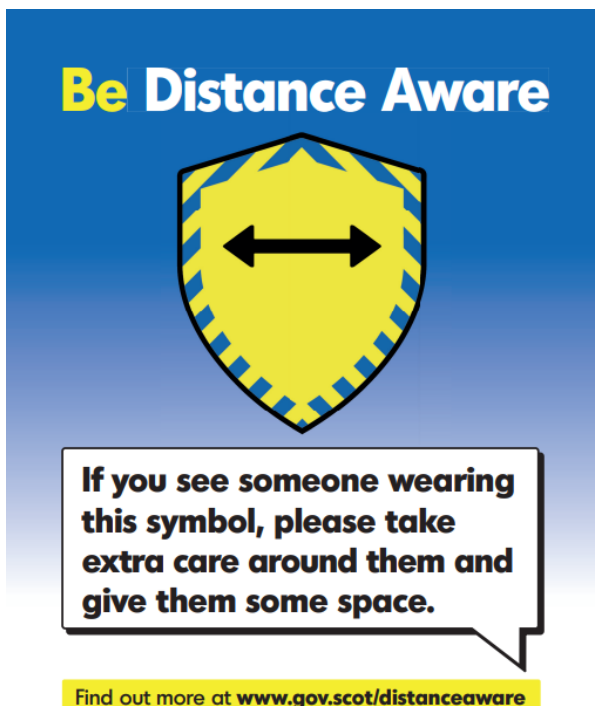 Be Distance Aware
If you see someone wearing
this symbol, please take
extra care around them and
give them some space.
Find out more at www.gov.scot/distanceaware